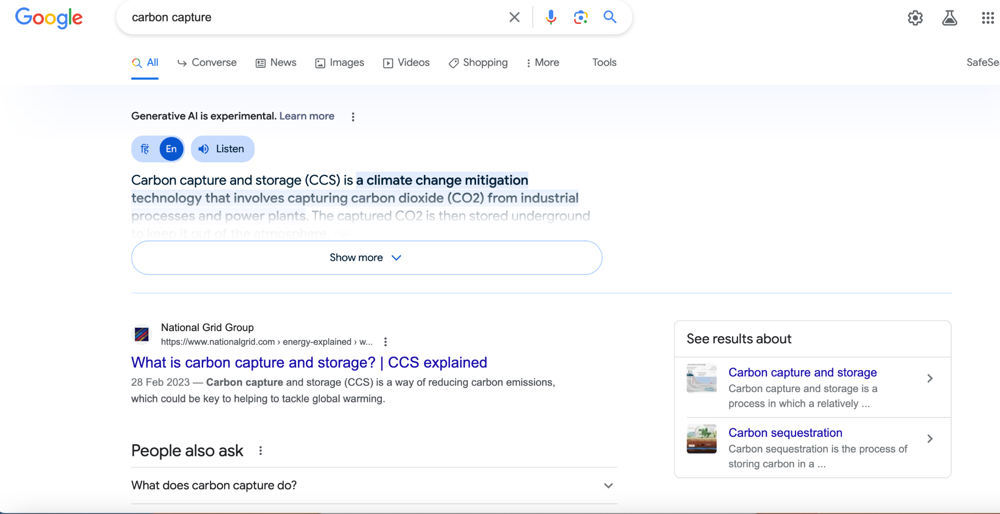 Google
carbon capture
All
Converse
News
Images
Videos
Shopping
More
Tools
SafeSe
Generative AI is experimental. Learn more
हिं
En
Listen
Carbon capture and storage (CCS) is a climate change mitigation
technology that involves capturing carbon dioxide (CO2) from industrial
processes and power plants. The captured CO2 is then stored underground
to keep it out of the atmosphere.
Show more
National Grid Group
https://www.nationalgrid.com › energy-explained › w...
What is carbon capture and storage? | CCS explained
28 Feb 2023 — Carbon capture and storage (CCS) is a way of reducing carbon emissions,
which could be key to helping to tackle global warming.
People also ask
What does carbon capture do?
See results about
Carbon capture and storage
Carbon capture and storage is a
process in which a relatively ...
Carbon sequestration
Carbon sequestration is the process of
storing carbon in a ...